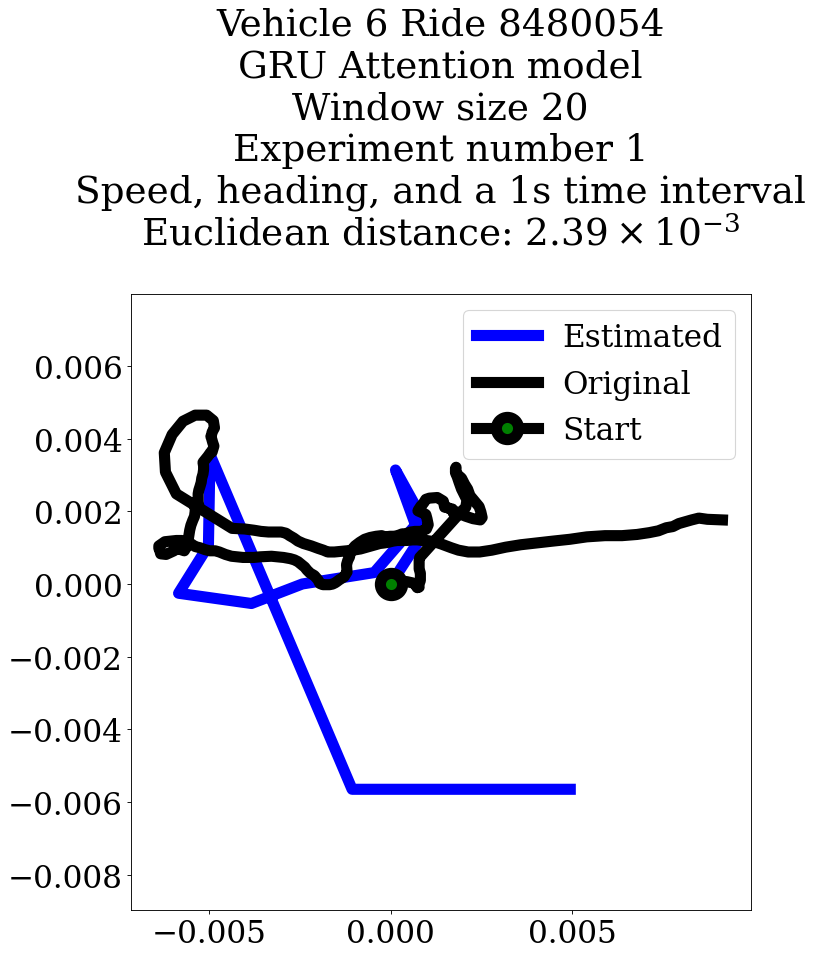 Vehicle 6 Ride 8480054
GRU Attention model
Window size 20
Experiment number 1
Speed, heading, and a 1s time interval
Euclidean distance: 2.39 × 10⁻³
Estimated
Original
Start
0.006
0.004
0.002
0.000
−0.002
−0.004
−0.006
−0.008
−0.005 0.000 0.005